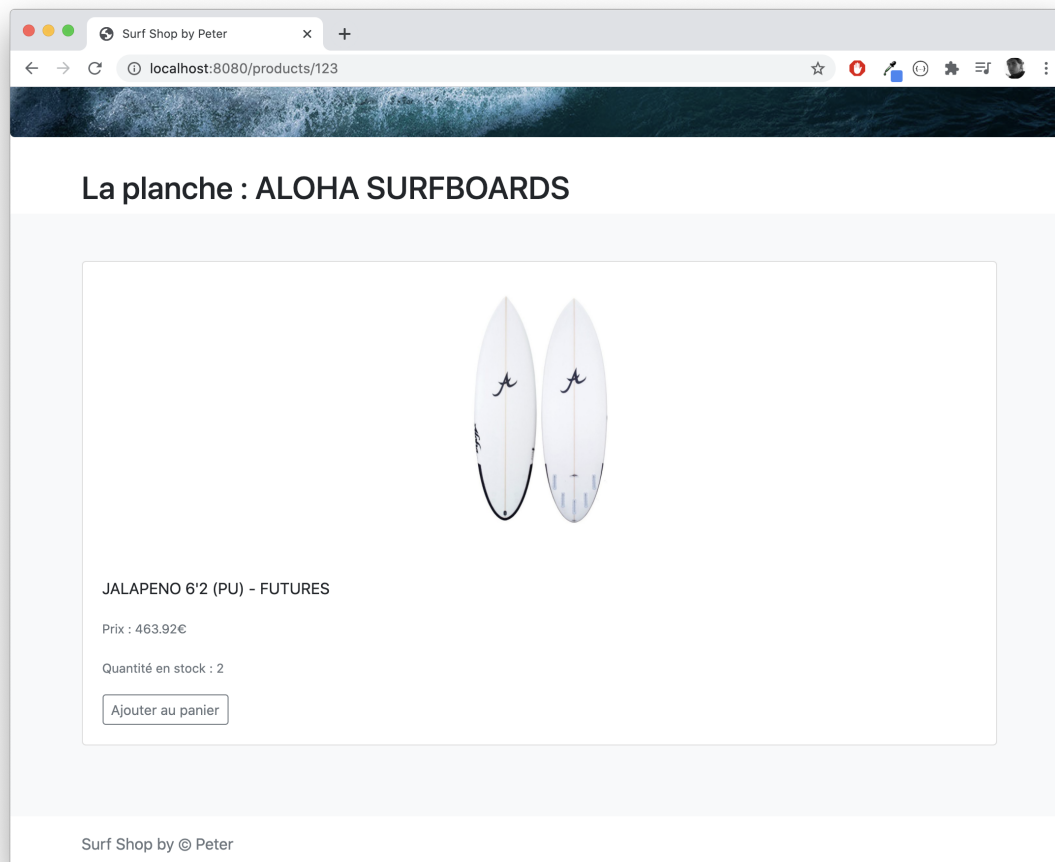 Surf Shop by Peter
localhost:8080/products/123
La planche : ALOHA SURFBOARDS
JALAPENO 6'2 (PU) - FUTURES
Prix : 463.92€
Quantité en stock : 2
Ajouter au panier
Surf Shop by © Peter